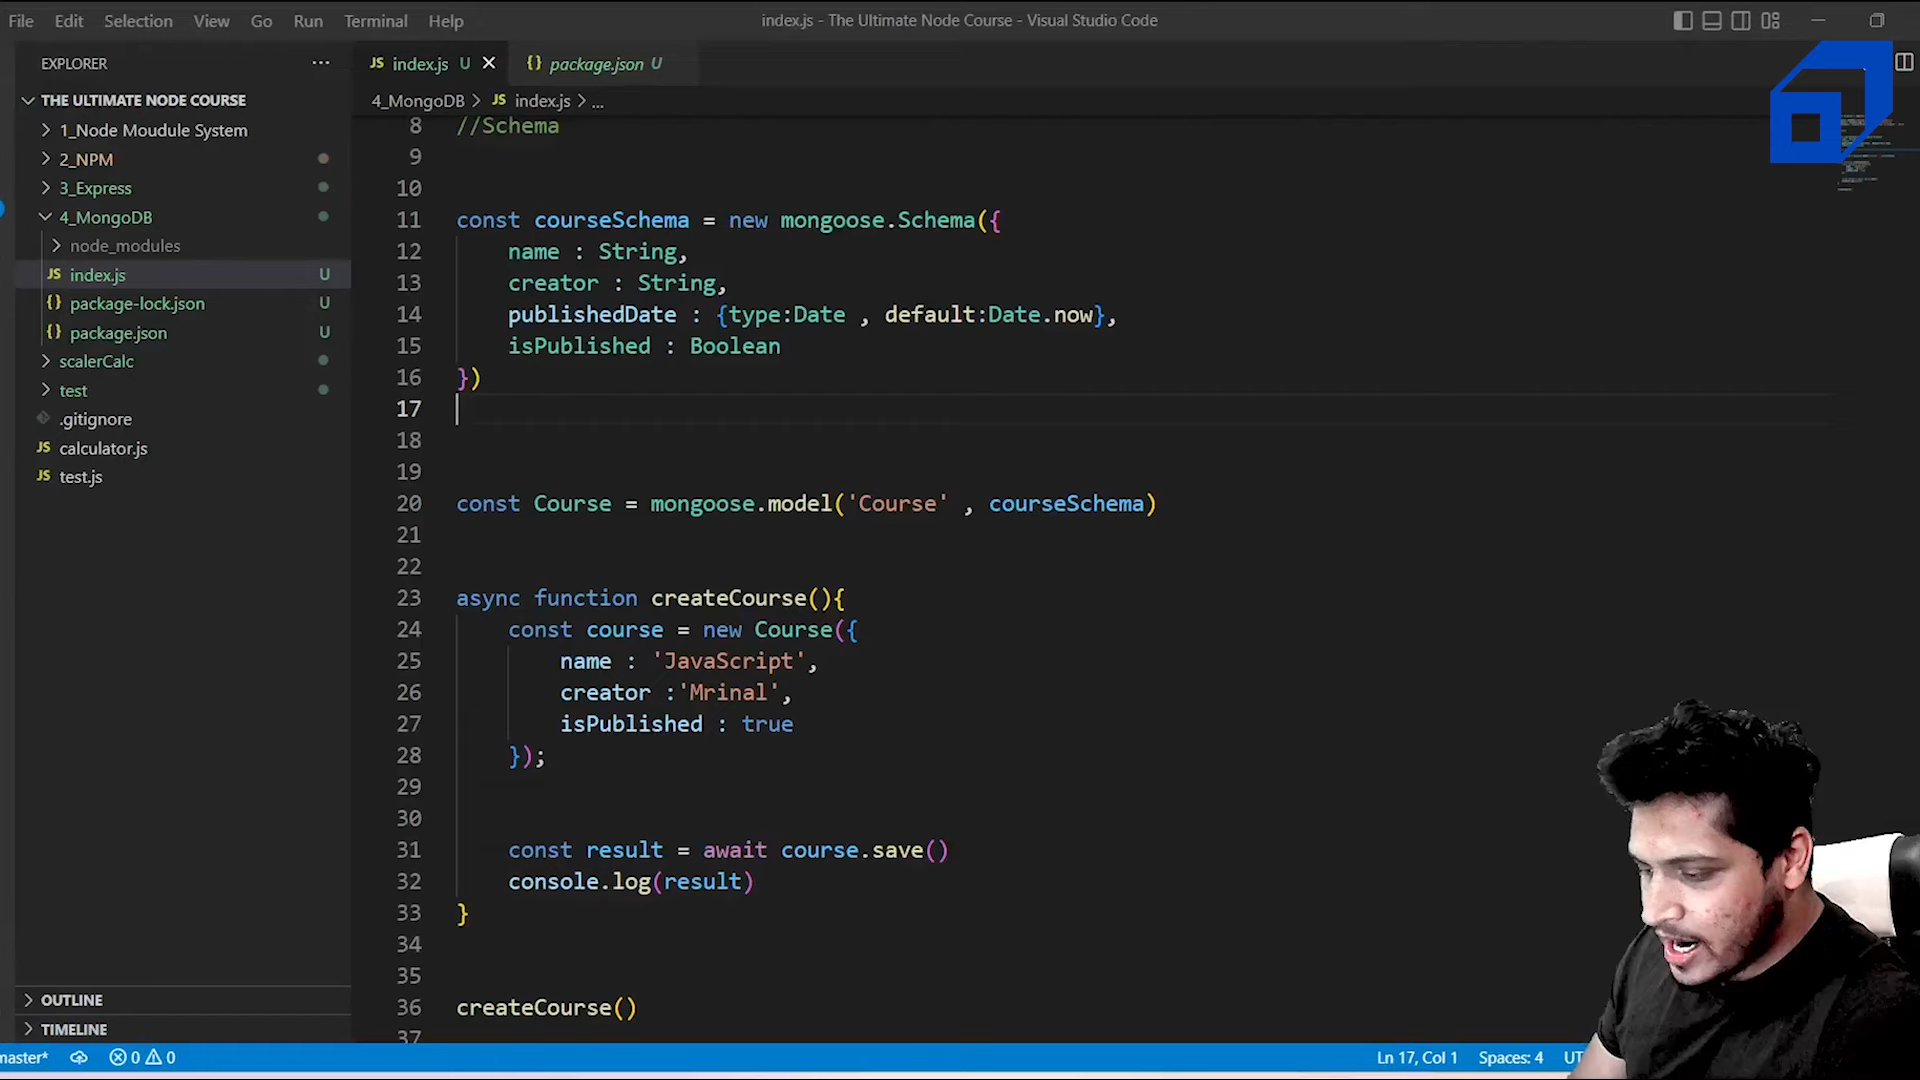 File Edit Selection View Go Run Terminal Help
index.js - The Ultimate Node Course - Visual Studio Code
EXPLORER
THE ULTIMATE NODE COURSE
1_Node Moudule System
2_NPM
3_Express
4_MongoDB
node_modules
JS index.js U
{} package-lock.json U
{} package.json U
scalerCalc
test
.gitignore
JS calculator.js
JS test.js
OUTLINE
TIMELINE
JS index.js U
{} package.json U
4_MongoDB > JS index.js > ...
8 //Schema
9
10
11 const courseSchema = new mongoose.Schema({
12 name : String,
13 creator : String,
14 publishedDate : {type:Date , default:Date.now},
15 isPublished : Boolean
16 })
17
18
19
20 const Course = mongoose.model('Course' , courseSchema)
21
22
23 async function createCourse(){
24 const course = new Course({
25 name : 'JavaScript',
26 creator :'Mrinal',
27 isPublished : true
28 });
29
30
31 const result = await course.save()
32 console.log(result)
33 }
34
35
36 createCourse()
37
master* 0 0 Ln 17, Col 1 Spaces: 4